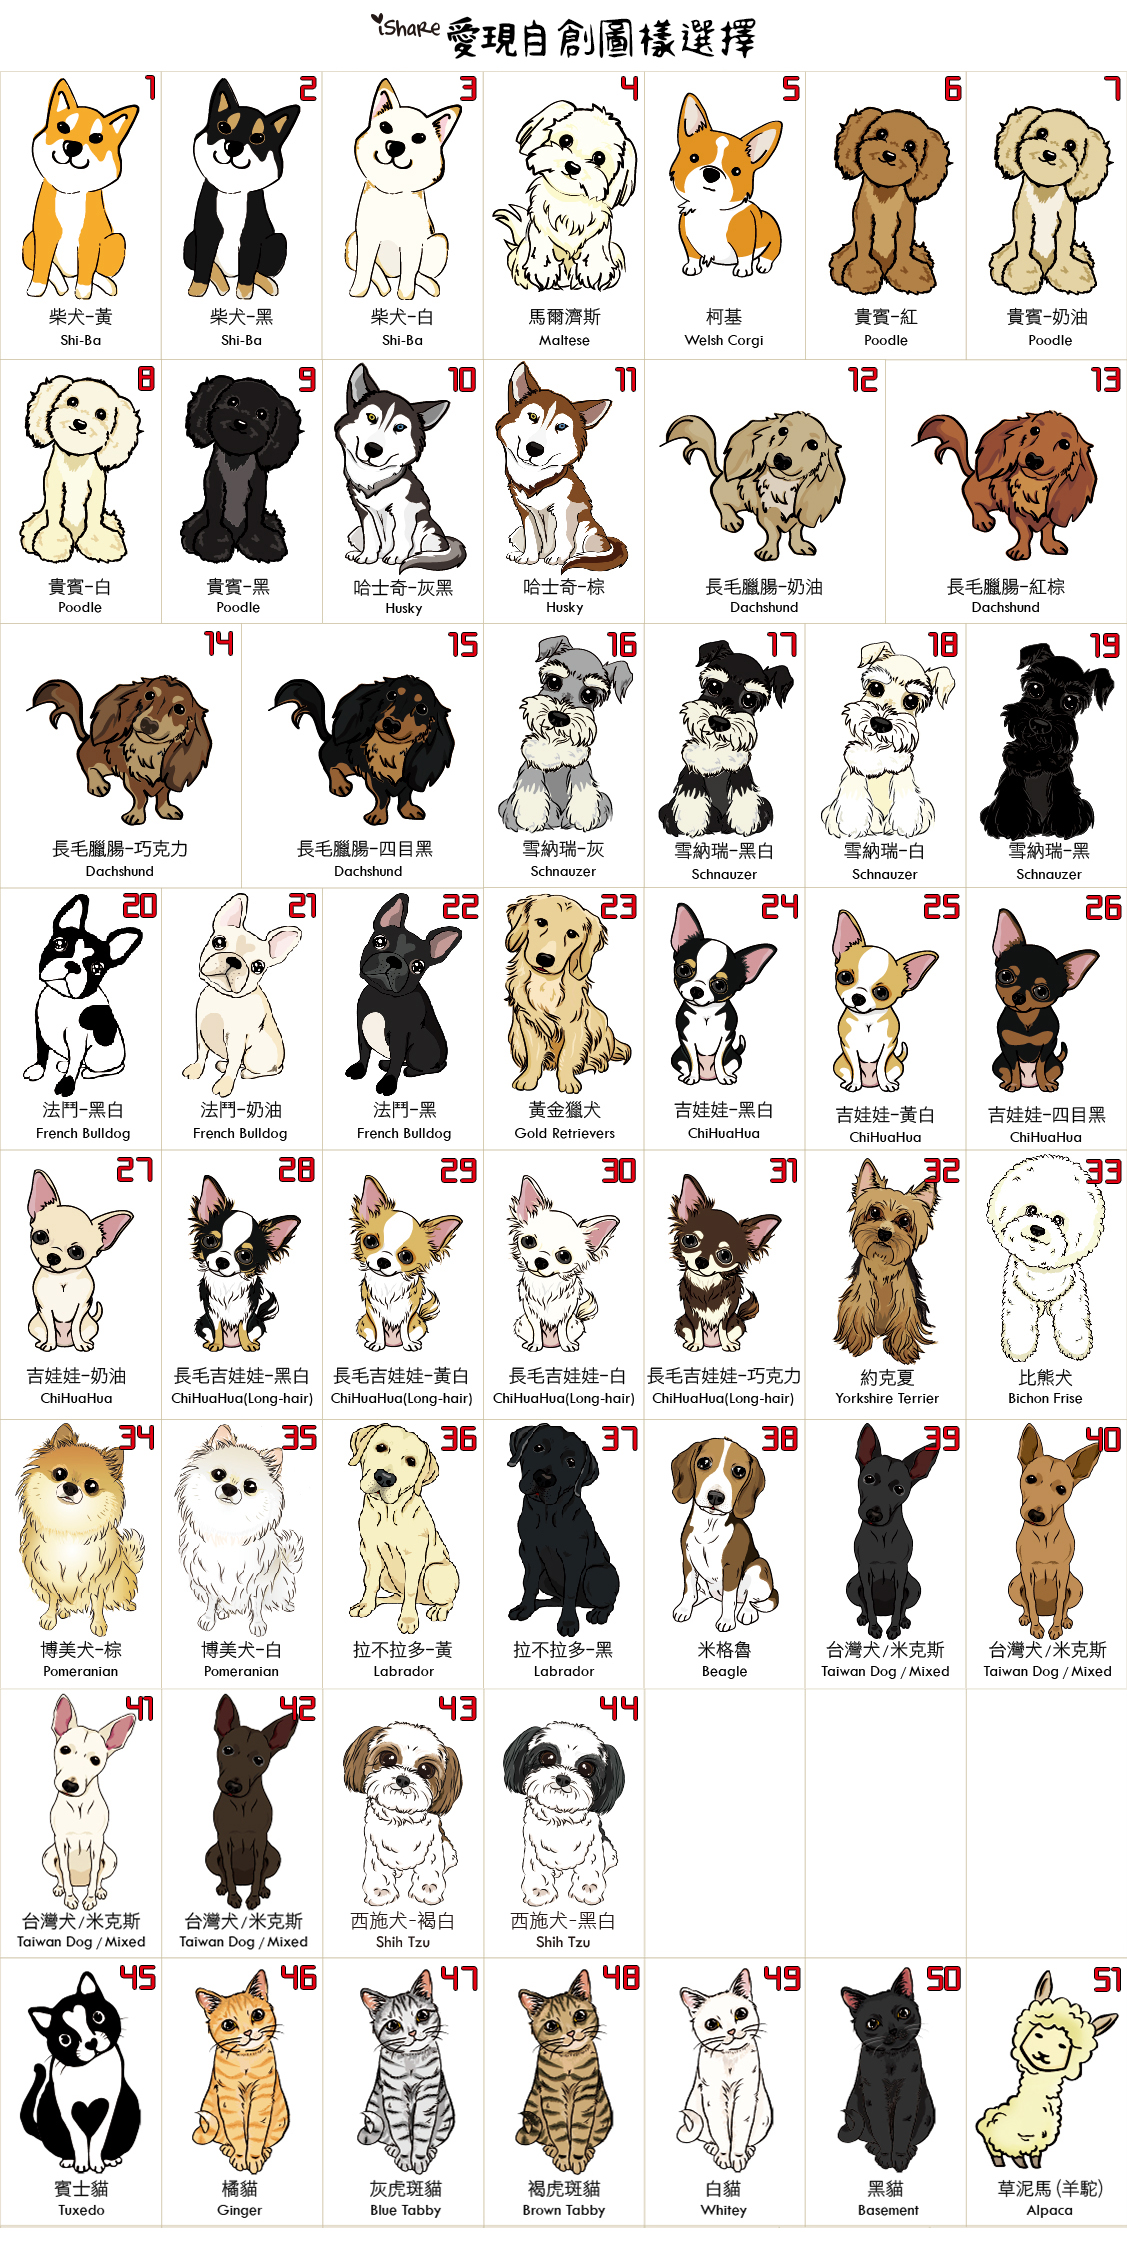 iShare 愛現自創圖樣選擇
1 2 3 4 5 6 7
柴犬-黃 柴犬-黑 柴犬-白 馬爾濟斯 柯基 貴賓-紅 貴賓-奶油
Shi-Ba Shi-Ba Shi-Ba Maltese Welsh Corgi Poodle Poodle
8 9 10 11 12 13
貴賓-白 貴賓-黑 哈士奇-灰黑 哈士奇-棕 長毛臘腸-奶油 長毛臘腸-紅棕
Poodle Poodle Husky Husky Dachshund Dachshund
14 15 16 17 18 19
長毛臘腸-巧克力 長毛臘腸-四目黑 雪納瑞-灰 雪納瑞-黑白 雪納瑞-白 雪納瑞-黑
Dachshund Dachshund Schnauzer Schnauzer Schnauzer Schnauzer
20 21 22 23 24 25 26
法鬥-黑白 法鬥-奶油 法鬥-黑 黃金獵犬 吉娃娃-黑白 吉娃娃-黃白 吉娃娃-四目黑
French Bulldog French Bulldog French Bulldog Gold Retrievers ChiHuaHua ChiHuaHua ChiHuaHua
27 28 29 30 31 32 33
吉娃娃-奶油 長毛吉娃娃-黑白 長毛吉娃娃-黃白 長毛吉娃娃-白 長毛吉娃娃-巧克力 約克夏 比熊犬
ChiHuaHua ChiHuaHua(Long-hair) ChiHuaHua(Long-hair) ChiHuaHua(Long-hair) ChiHuaHua(Long-hair) Yorkshire Terrier Bichon Frise
34 35 36 37 38 39 40
博美犬-棕 博美犬-白 拉不拉多-黃 拉不拉多-黑 米格魯 台灣犬/米克斯 台灣犬/米克斯
Pomeranian Pomeranian Labrador Labrador Beagle Taiwan Dog / Mixed Taiwan Dog / Mixed
41 42 43 44
台灣犬/米克斯 台灣犬/米克斯 西施犬-褐白 西施犬-黑白
Taiwan Dog / Mixed Taiwan Dog / Mixed Shih Tzu Shih Tzu
45 46 47 48 49 50 51
賓士貓 橘貓 灰虎斑貓 褐虎斑貓 白貓 黑貓 草泥馬(羊駝)
Tuxedo Ginger Blue Tabby Brown Tabby Whitey Basement Alpaca